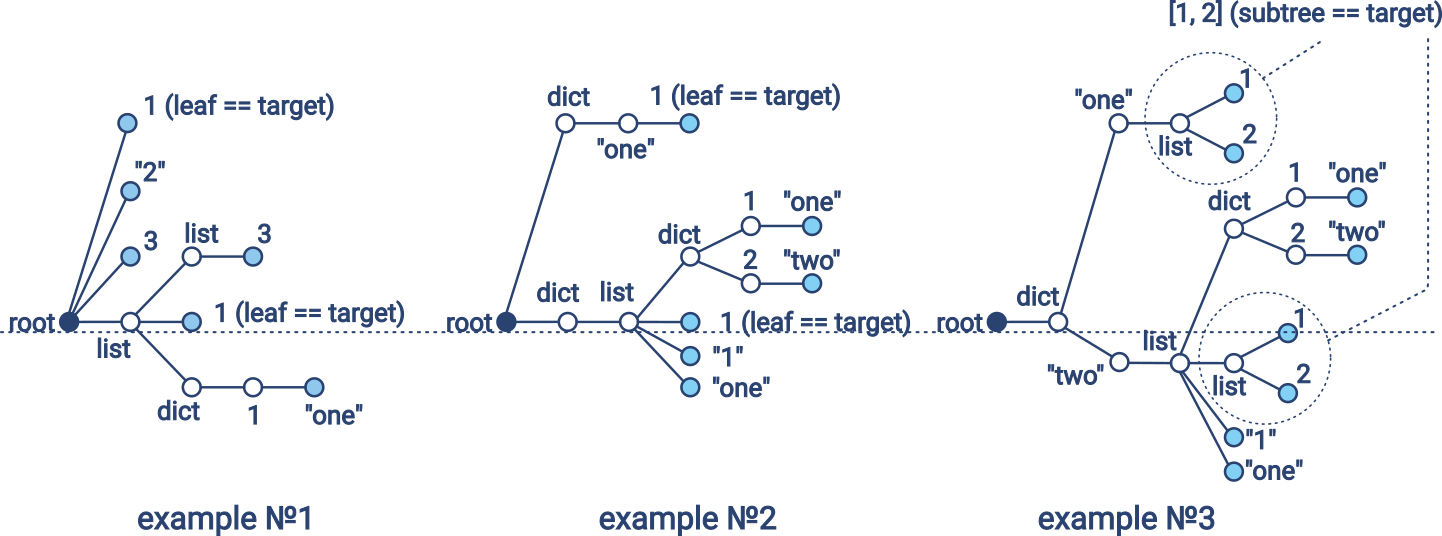 [1, 2] (subtree == target)
1 (leaf == target)
"2"
3
list
3
root
1 (leaf == target)
list
dict
1
"one"
example №1
dict
1 (leaf == target)
"one"
1
"one"
dict
2
"two"
dict
list
root
1 (leaf == target)
"1"
"one"
example №2
"one"
1
list
2
1
"one"
dict
2
"two"
dict
root
list
1
"two"
list
2
"1"
"one"
example №3